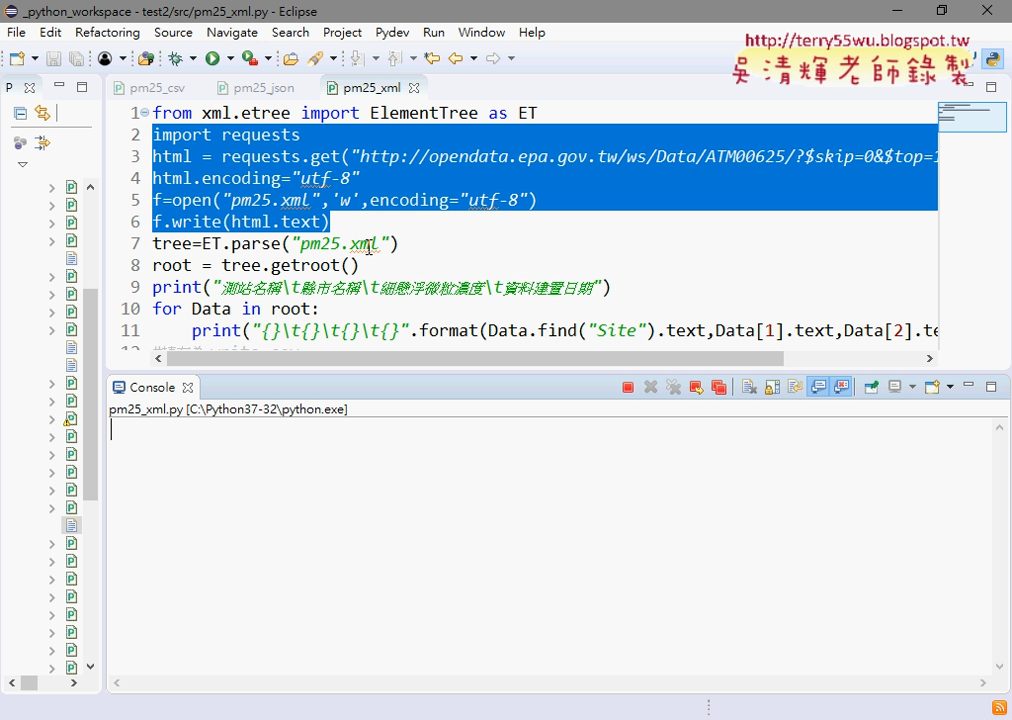 _python_workspace - test2/src/pm25_xml.py - Eclipse
File Edit Refactoring Source Navigate Search Project Pydev Run Window Help
http://terry55wu.blogspot.tw
吳清輝老師錄製
P pm25_csv pm25_json pm25_xml
1 from xml.etree import ElementTree as ET
2 import requests
3 html = requests.get("http://opendata.epa.gov.tw/ws/Data/ATM00625/?$skip=0&$top=1
4 html.encoding="utf-8"
5 f=open("pm25.xml",'w',encoding="utf-8")
6 f.write(html.text)
7 tree=ET.parse("pm25.xml")
8 root = tree.getroot()
9 print("測站名稱\t縣市名稱\t細懸浮微粒濃度\t資料建置日期")
10 for Data in root:
11 print("{}\t{}\t{}\t{}".format(Data.find("Site").text,Data[1].text,Data[2].te
Console
pm25_xml.py [C:\Python37-32\python.exe]